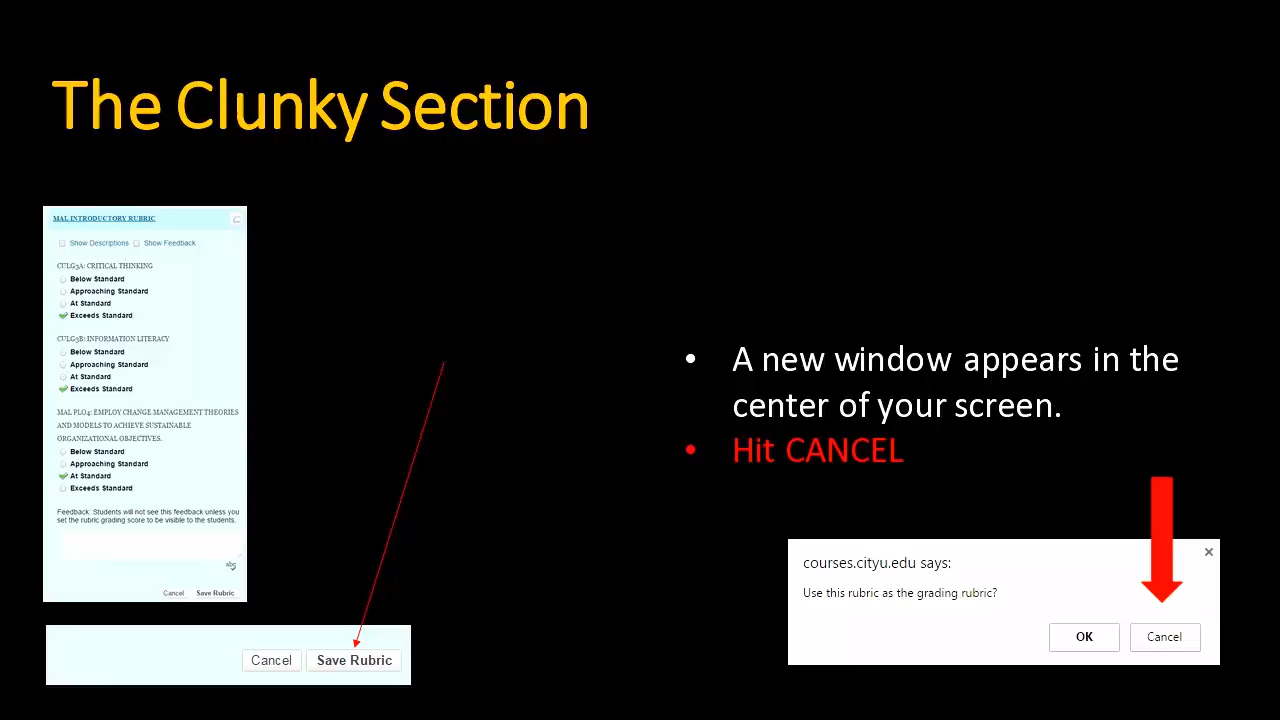 The Clunky Section
MAL INTRODUCTORY RUBRIC
Show Descriptions Show Feedback
CULG3A: CRITICAL THINKING
Below Standard
Approaching Standard
At Standard
Exceeds Standard
CULG3B: INFORMATION LITERACY
Below Standard
Approaching Standard
At Standard
Exceeds Standard
MAL PLO4: EMPLOY CHANGE MANAGEMENT THEORIES
AND MODELS TO ACHIEVE SUSTAINABLE
ORGANIZATIONAL OBJECTIVES.
Below Standard
Approaching Standard
At Standard
Exceeds Standard
Feedback: Students will not see this feedback unless you
set the rubric grading score to be visible to the students.
abc
Cancel Save Rubric
Cancel Save Rubric
• A new window appears in the
center of your screen.
• Hit CANCEL
courses.cityu.edu says:
Use this rubric as the grading rubric?
OK Cancel